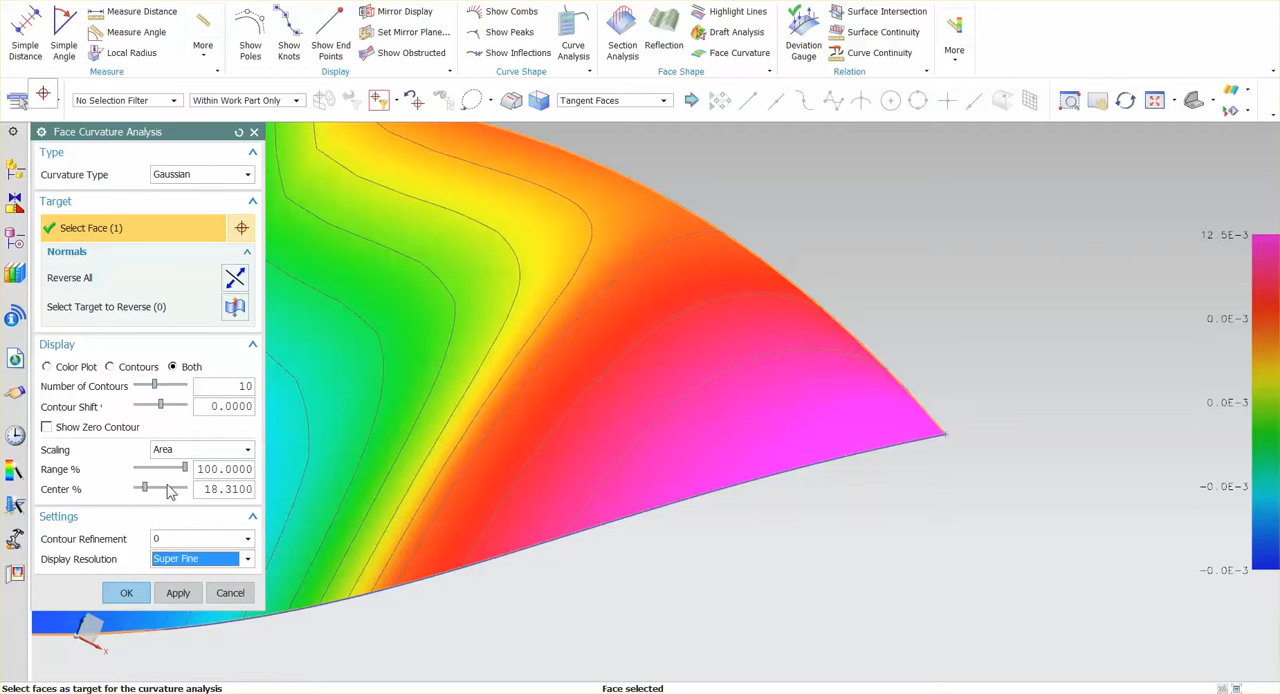 Simple Distance
Simple Angle
Measure Distance
Measure Angle
Local Radius
More
Measure
Show Poles
Show Knots
Show End Points
Mirror Display
Set Mirror Plane...
Show Obstructed
Display
Show Combs
Show Peaks
Show Inflections
Curve Analysis
Curve Shape
Section Analysis
Reflection
Highlight Lines
Draft Analysis
Face Curvature
Face Shape
Deviation Gauge
Surface Intersection
Surface Continuity
Curve Continuity
Relation
More
No Selection Filter
Within Work Part Only
Tangent Faces
Face Curvature Analysis
Type
Curvature Type
Gaussian
Target
Select Face (1)
Normals
Reverse All
Select Target to Reverse (0)
Display
Color Plot
Contours
Both
Number of Contours
10
Contour Shift
0.0000
Show Zero Contour
Scaling
Area
Range %
100.0000
Center %
18.3100
Settings
Contour Refinement
0
Display Resolution
Super Fine
OK
Apply
Cancel
12.5E-3
0.0E-3
0.0E-3
-0.0E-3
-0.0E-3
X
Select faces as target for the curvature analysis
Face selected